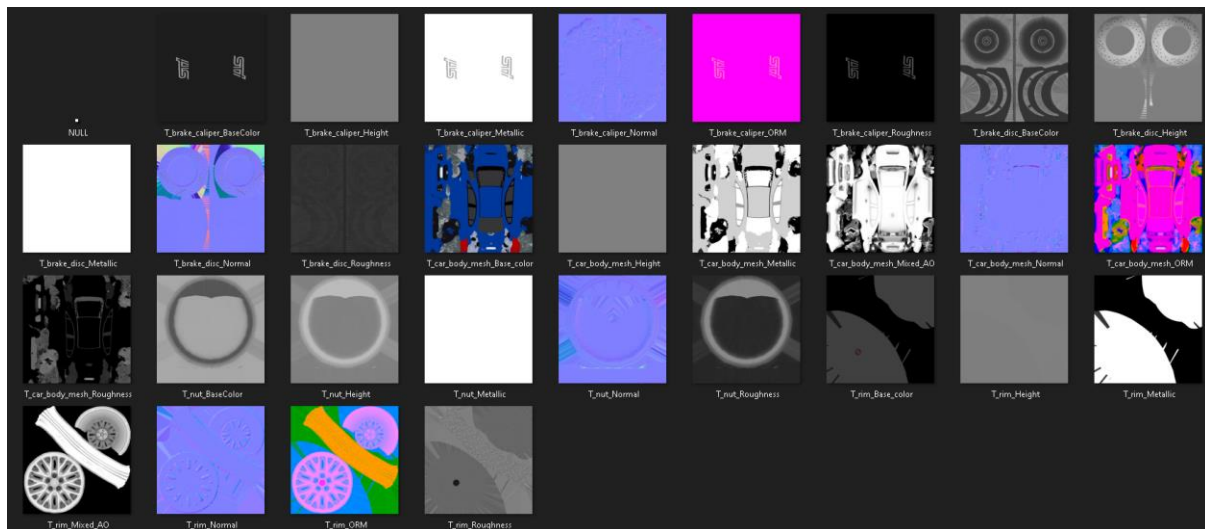 NULL
T_brake_caliper_BaseColor
T_brake_caliper_Height
T_brake_caliper_Metallic
T_brake_caliper_Normal
T_brake_caliper_ORM
T_brake_caliper_Roughness
T_brake_disc_BaseColor
T_brake_disc_Height
T_brake_disc_Metallic
T_brake_disc_Normal
T_brake_disc_Roughness
T_car_body_mesh_Base_color
T_car_body_mesh_Height
T_car_body_mesh_Metallic
T_car_body_mesh_Mixed_AO
T_car_body_mesh_Normal
T_car_body_mesh_ORM
T_car_body_mesh_Roughness
T_nut_BaseColor
T_nut_Height
T_nut_Metallic
T_nut_Normal
T_nut_Roughness
T_rim_Base_color
T_rim_Height
T_rim_Metallic
T_rim_Mixed_AO
T_rim_Normal
T_rim_ORM
T_rim_Roughness